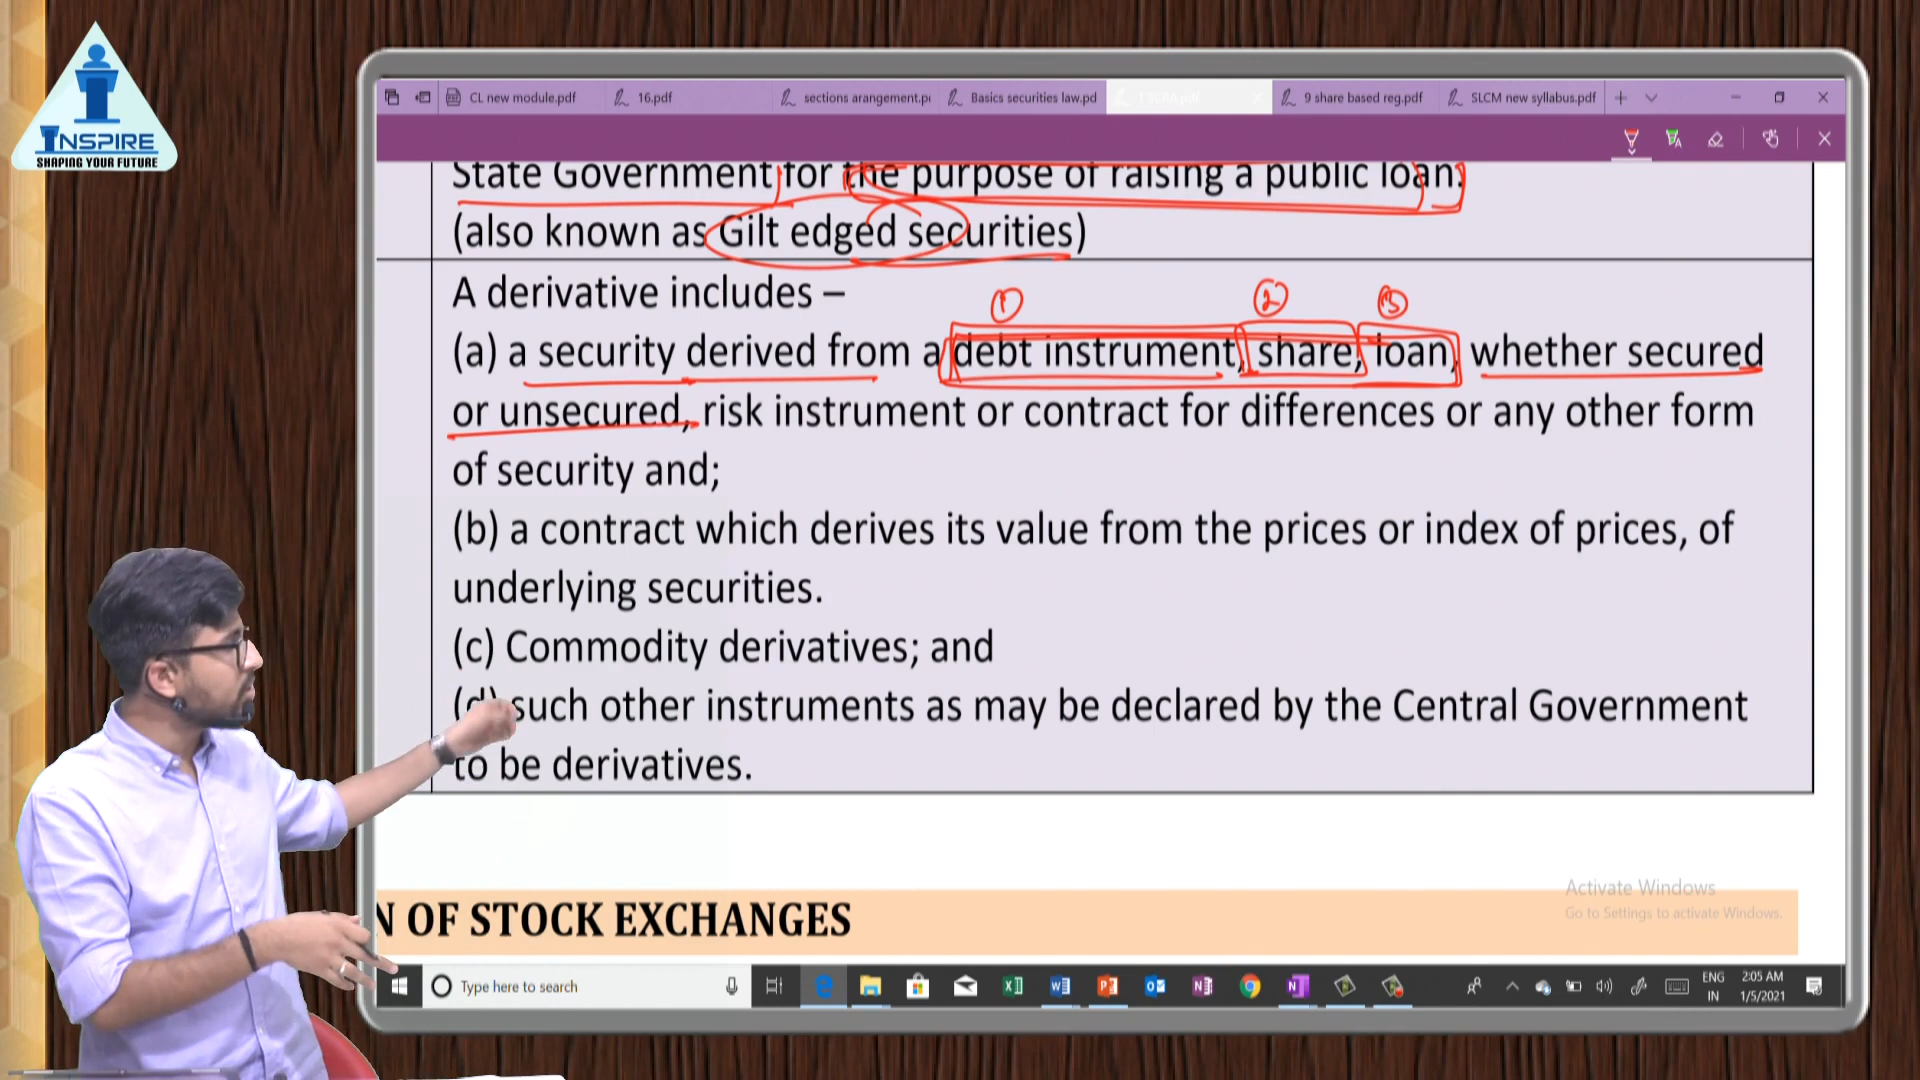 INSPIRE
SHAPING YOUR FUTURE
CL new module.pdf
16.pdf
sections arangement.p
Basics securities law.pd
9 share based reg.pdf
SLCM new syllabus.pdf
State Government for the purpose of raising a public loan.
(also known as Gilt edged securities)
A derivative includes –
1 2 3
(a) a security derived from a debt instrument, share, loan, whether secured
or unsecured, risk instrument or contract for differences or any other form
of security and;
(b) a contract which derives its value from the prices or index of prices, of
underlying securities.
(c) Commodity derivatives; and
(d) such other instruments as may be declared by the Central Government
to be derivatives.
Activate Windows
Go to Settings to activate Windows.
N OF STOCK EXCHANGES
Type here to search
ENG
IN
2:05 AM
1/5/2021